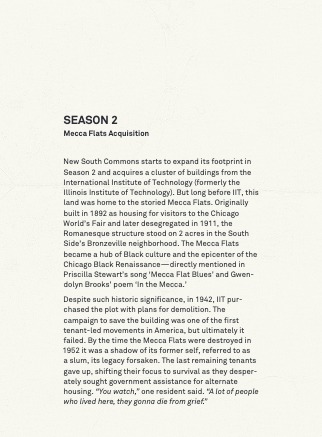 SEASON 2
Mecca Flats Acquisition
New South Commons starts to expand its footprint in
Season 2 and acquires a cluster of buildings from the
International Institute of Technology (formerly the
Illinois Institute of Technology). But long before IIT, this
land was home to the storied Mecca Flats. Originally
built in 1892 as housing for visitors to the Chicago
World's Fair and later desegregated in 1911, the
Romanesque structure stood on 2 acres in the South
Side's Bronzeville neighborhood. The Mecca Flats
became a hub of Black culture and the epicenter of the
Chicago Black Renaissance—directly mentioned in
Priscilla Stewart's song 'Mecca Flat Blues' and Gwen-
dolyn Brooks' poem 'In the Mecca.'
Despite such historic significance, in 1942, IIT pur-
chased the plot with plans for demolition. The
campaign to save the building was one of the first
tenant-led movements in America, but ultimately it
failed. By the time the Mecca Flats were destroyed in
1952 it was a shadow of its former self, referred to as
a slum, its legacy forsaken. The last remaining tenants
gave up, shifting their focus to survival as they desper-
ately sought government assistance for alternate
housing. "You watch," one resident said. "A lot of people
who lived here, they gonna die from grief."